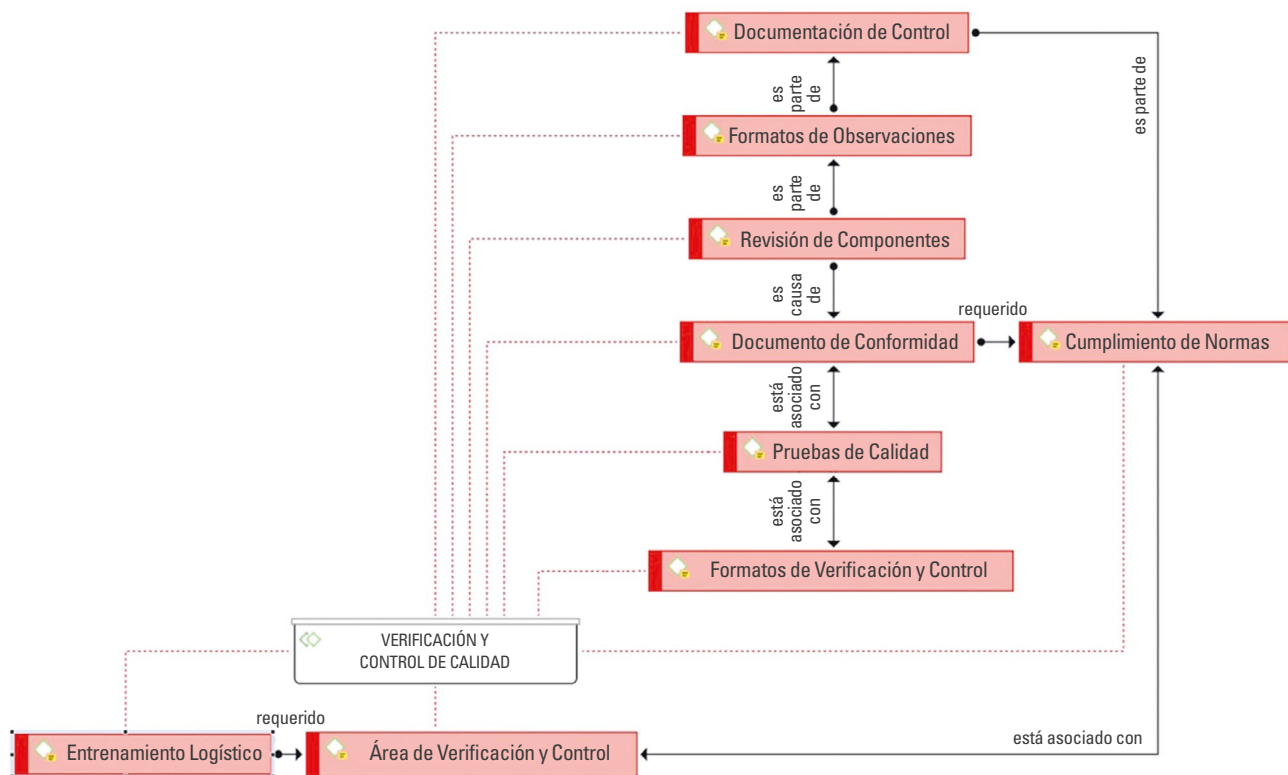 Documentación de Control
es
parte
de
es parte de
Formatos de Observaciones
es
parte
de
Revisión de Componentes
es
causa
de
requerido
Documento de Conformidad
Cumplimiento de Normas
está
asociado
con
Pruebas de Calidad
está
asociado
con
Formatos de Verificación y Control
VERIFICACIÓN Y
CONTROL DE CALIDAD
requerido
Entrenamiento Logístico
Área de Verificación y Control
está asociado con